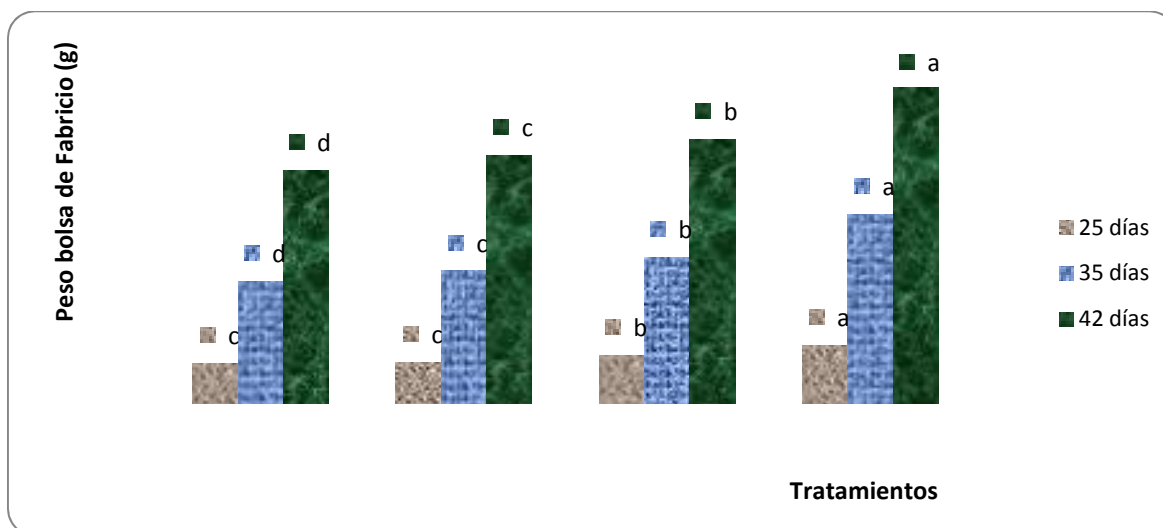 Peso bolsa de Fabricio (g)
d
c
b
a
d
c
b
a
c
c
b
a
25 días
35 días
42 días
Tratamientos